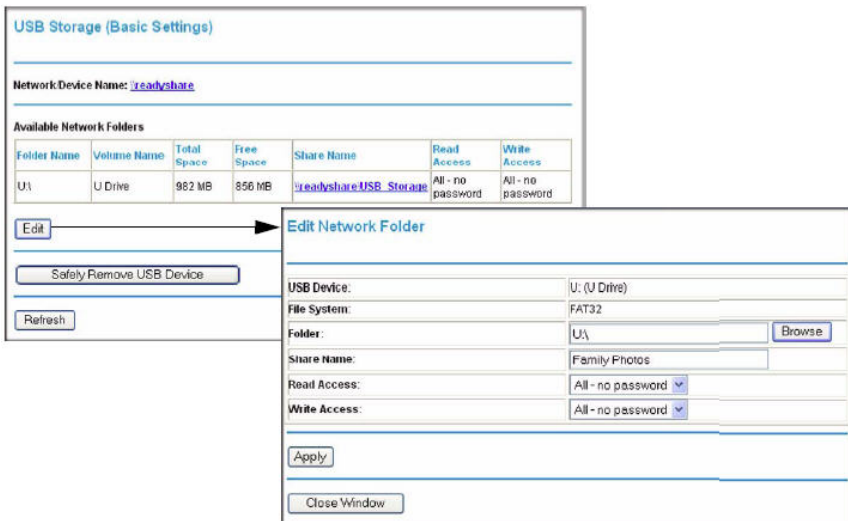 USB Storage (Basic Settings)
Network/Device Name: \\readyshare
Available Network Folders
Folder Name Volume Name Total Space Free Space Share Name Read Access Write Access
U:\ U Drive 982 MB 856 MB \\readyshare\USB_Storage All - no password All - no password
Edit
Safely Remove USB Device
Refresh
Edit Network Folder
USB Device: U: (U Drive)
File System: FAT32
Folder: U:\ Browse
Share Name: Family Photos
Read Access: All - no password
Write Access: All - no password
Apply
Close Window